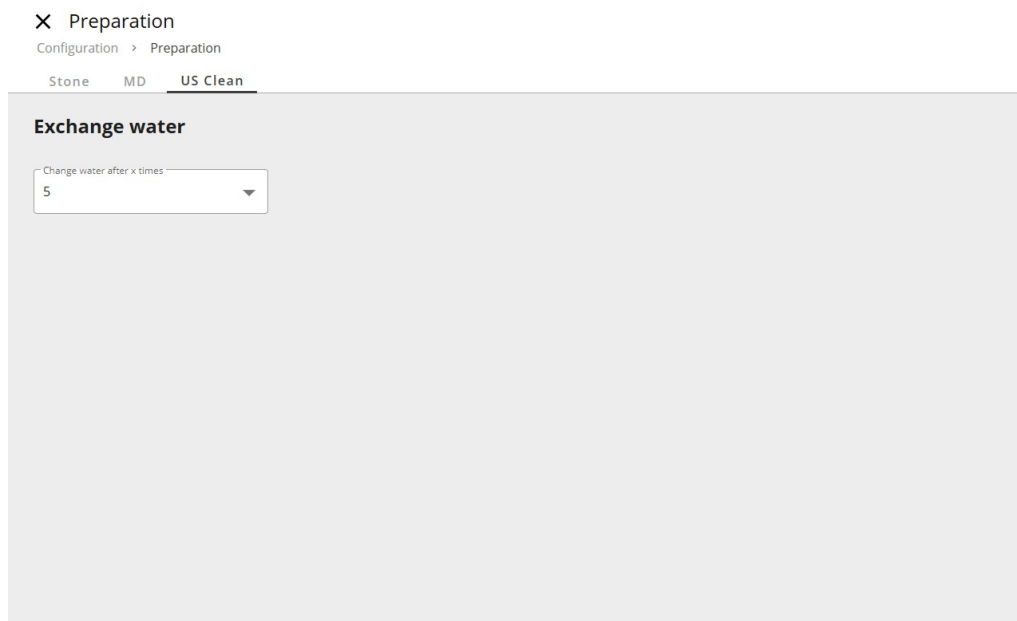 Preparation
Configuration > Preparation
Stone MD US Clean
Exchange water
Change water after x times
5